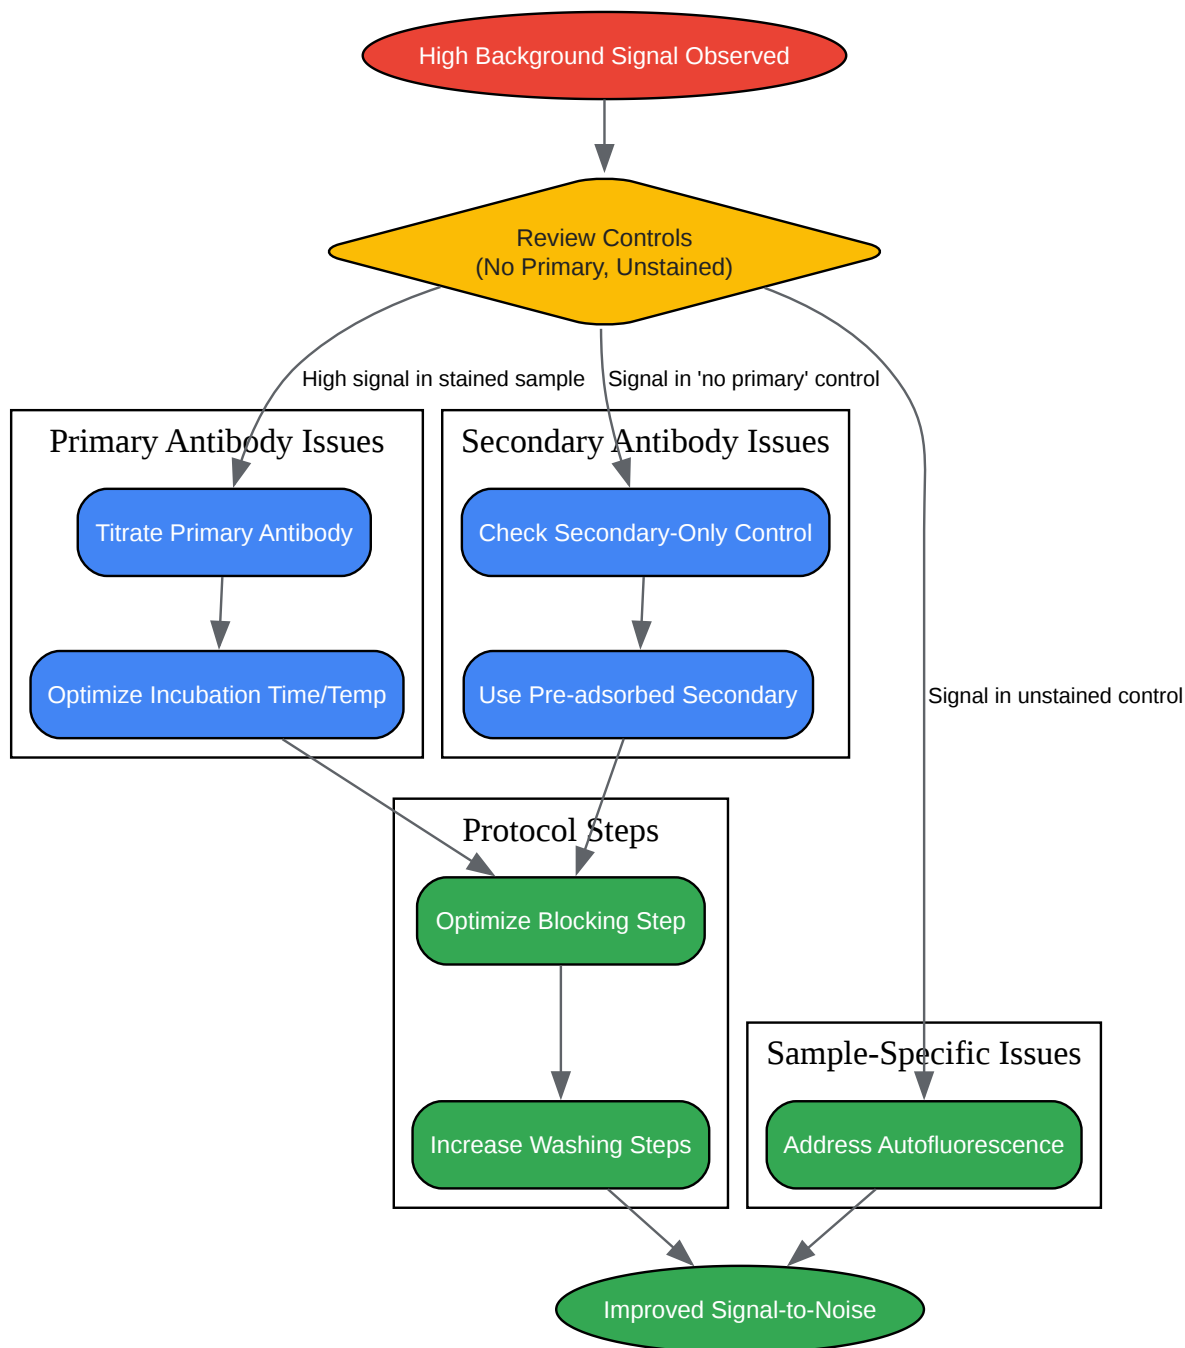 High Background Signal Observed
Review Controls
(No Primary, Unstained)
High signal in stained sample
Signal in 'no primary' control
Primary Antibody Issues
Secondary Antibody Issues
Titrate Primary Antibody
Check Secondary-Only Control
Optimize Incubation Time/Temp
Use Pre-adsorbed Secondary
Signal in unstained control
Protocol Steps
Optimize Blocking Step
Sample-Specific Issues
Increase Washing Steps
Address Autofluorescence
Improved Signal-to-Noise